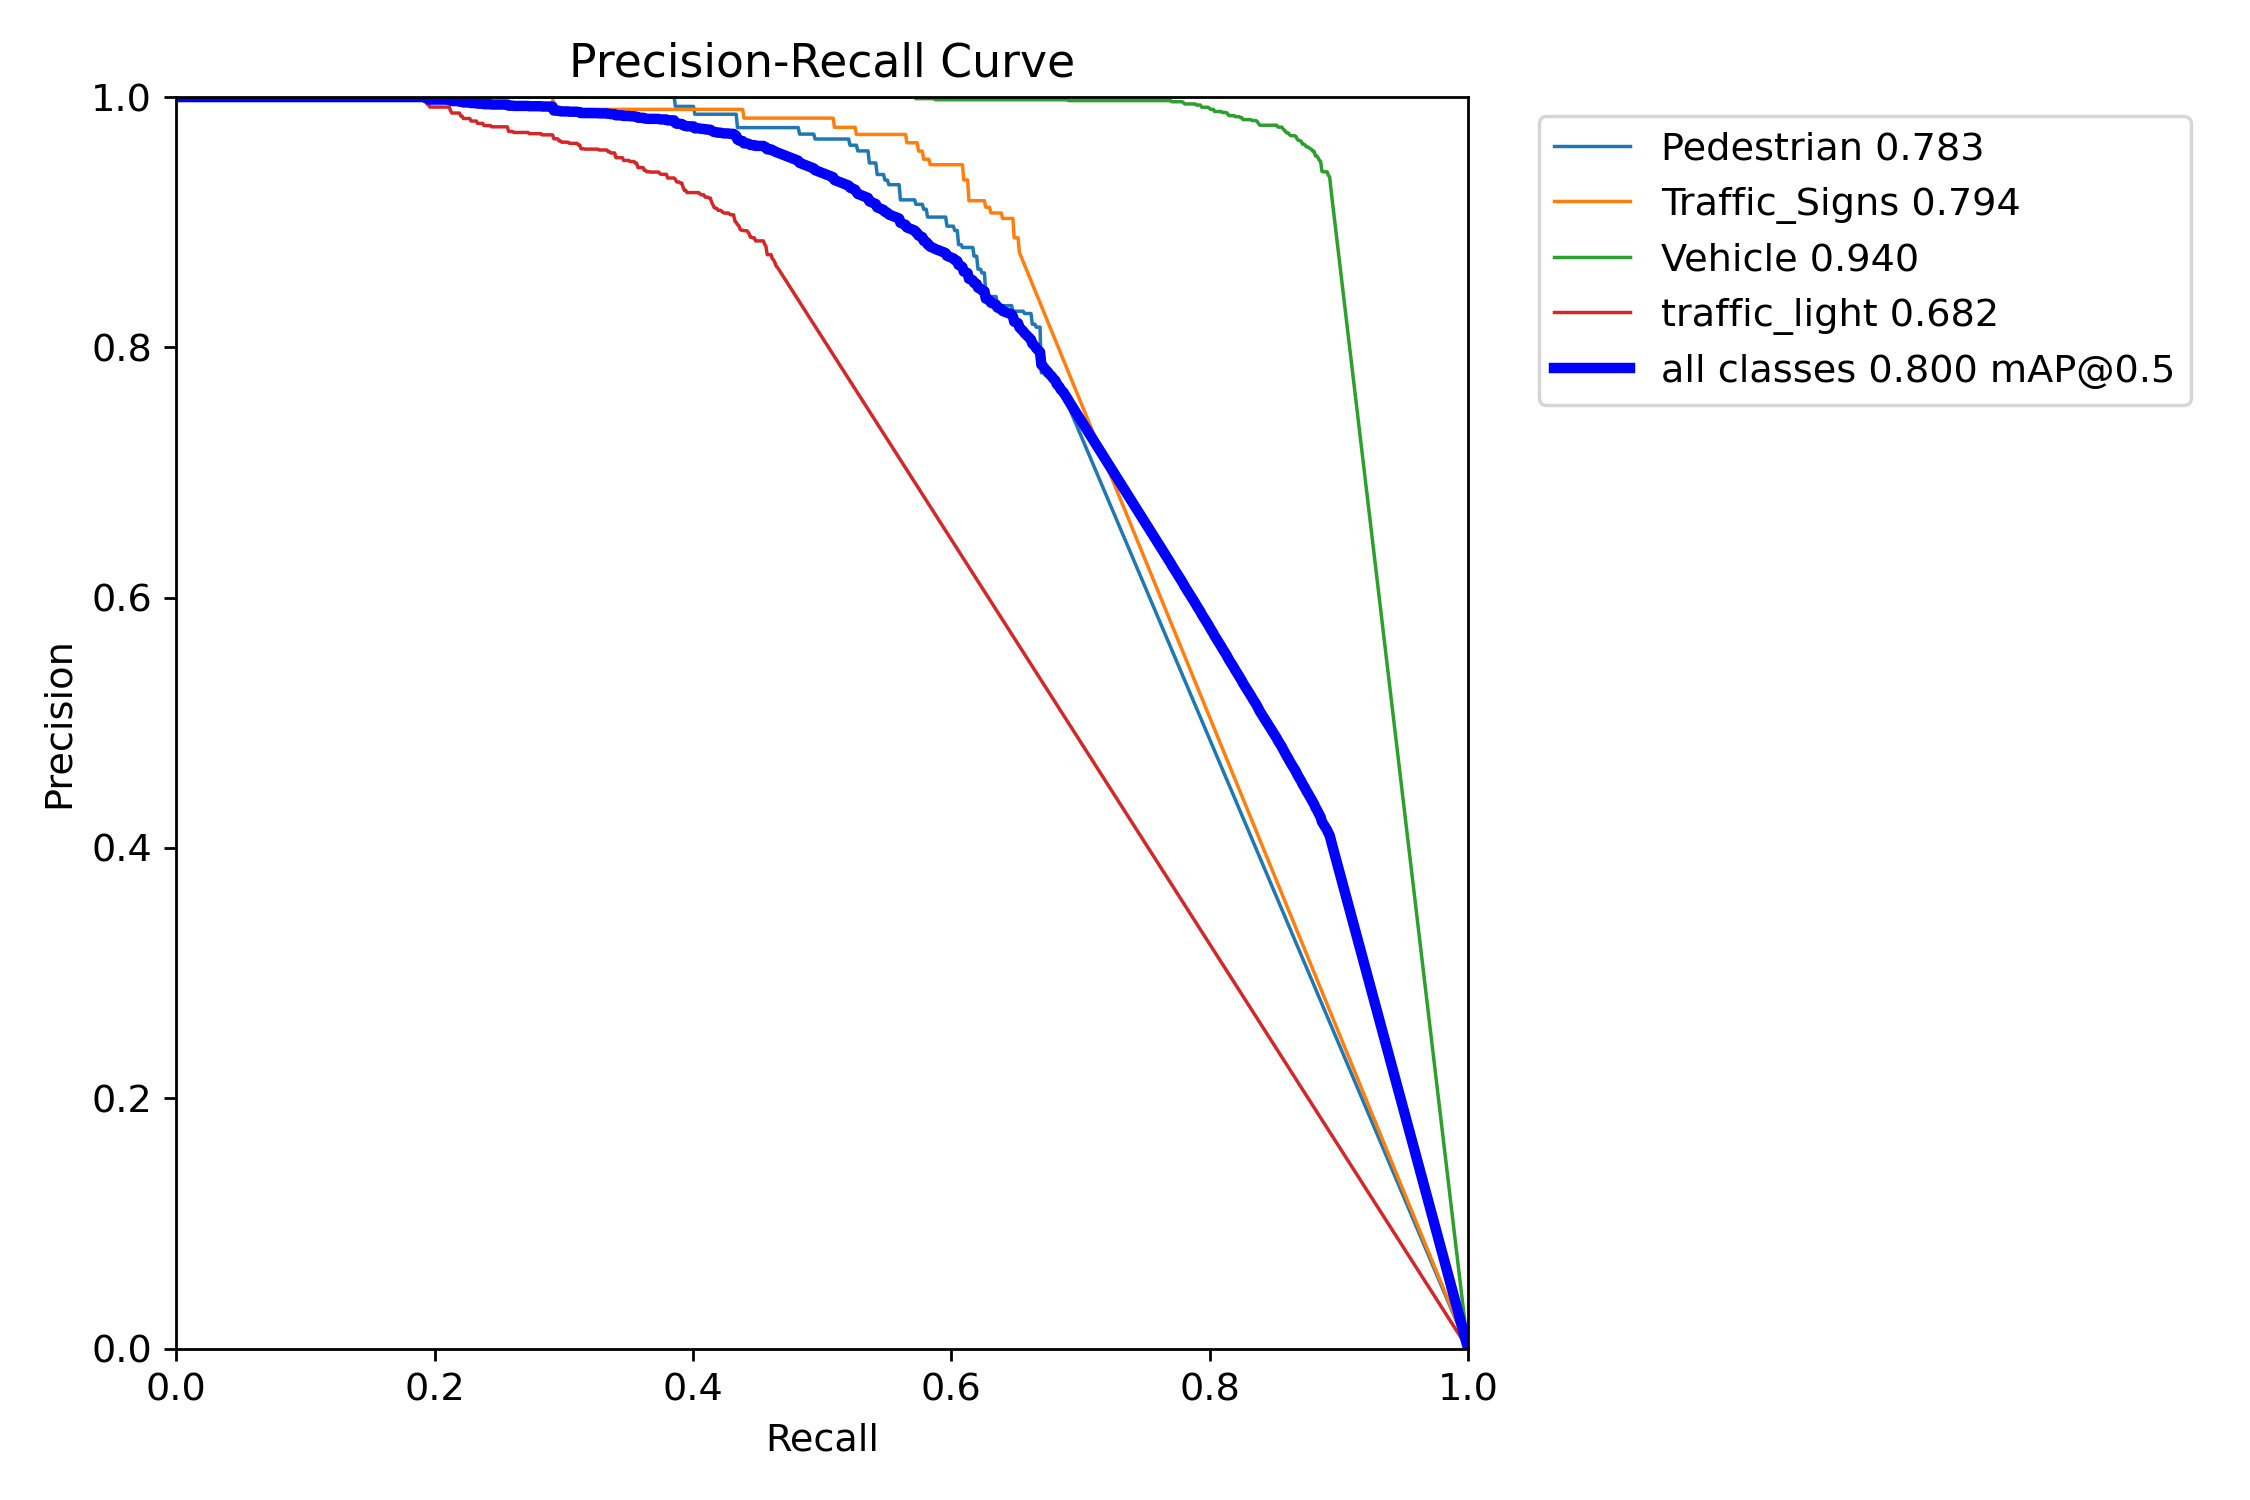 Precision-Recall Curve
Pedestrian 0.783
Traffic_Signs 0.794
Vehicle 0.940
traffic_light 0.682
all classes 0.800 mAP@0.5
Precision
1.0
0.8
0.6
0.4
0.2
0.0
0.0 0.2 0.4 0.6 0.8 1.0
Recall